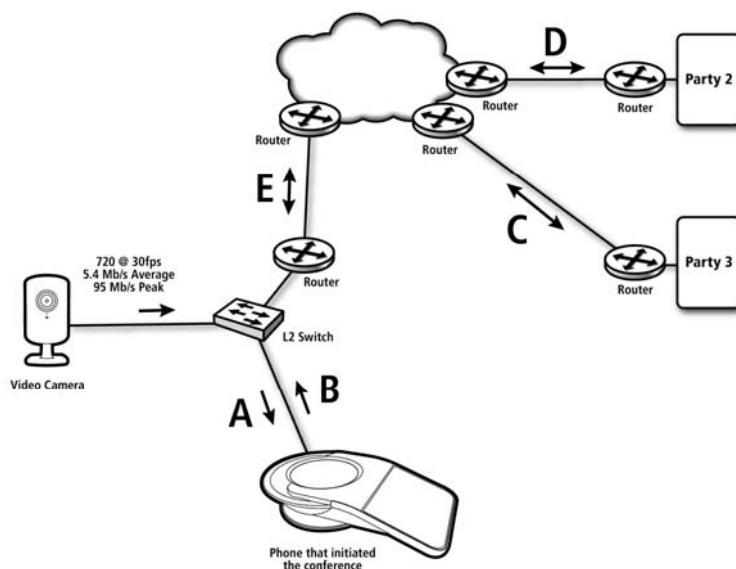 D
Router
Party 2
Router
Router
Router
E
C
Party 3
Router
720 @ 30fps
5.4 Mb/s Average
95 Mb/s Peak
Router
L2 Switch
Video Camera
A
B
Phone that initiated
the conference